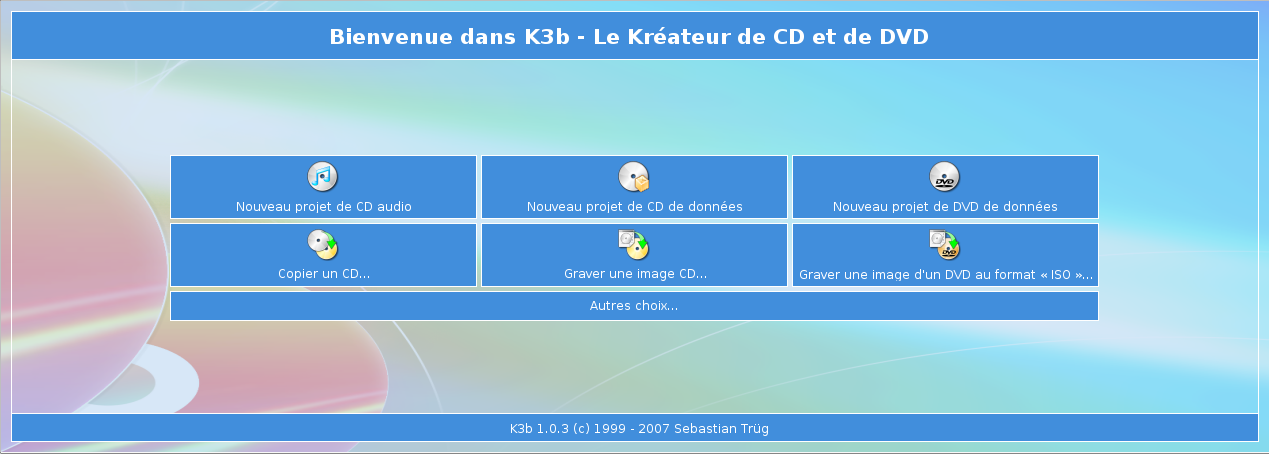 Bienvenue dans K3b - Le Kréateur de CD et de DVD
Nouveau projet de CD audio
Nouveau projet de CD de données
DVD
Nouveau projet de DVD de données
Copier un CD...
Graver une image CD...
DVD
Graver une image d'un DVD au format « ISO »...
Autres choix...
K3b 1.0.3 (c) 1999 - 2007 Sebastian Trüg